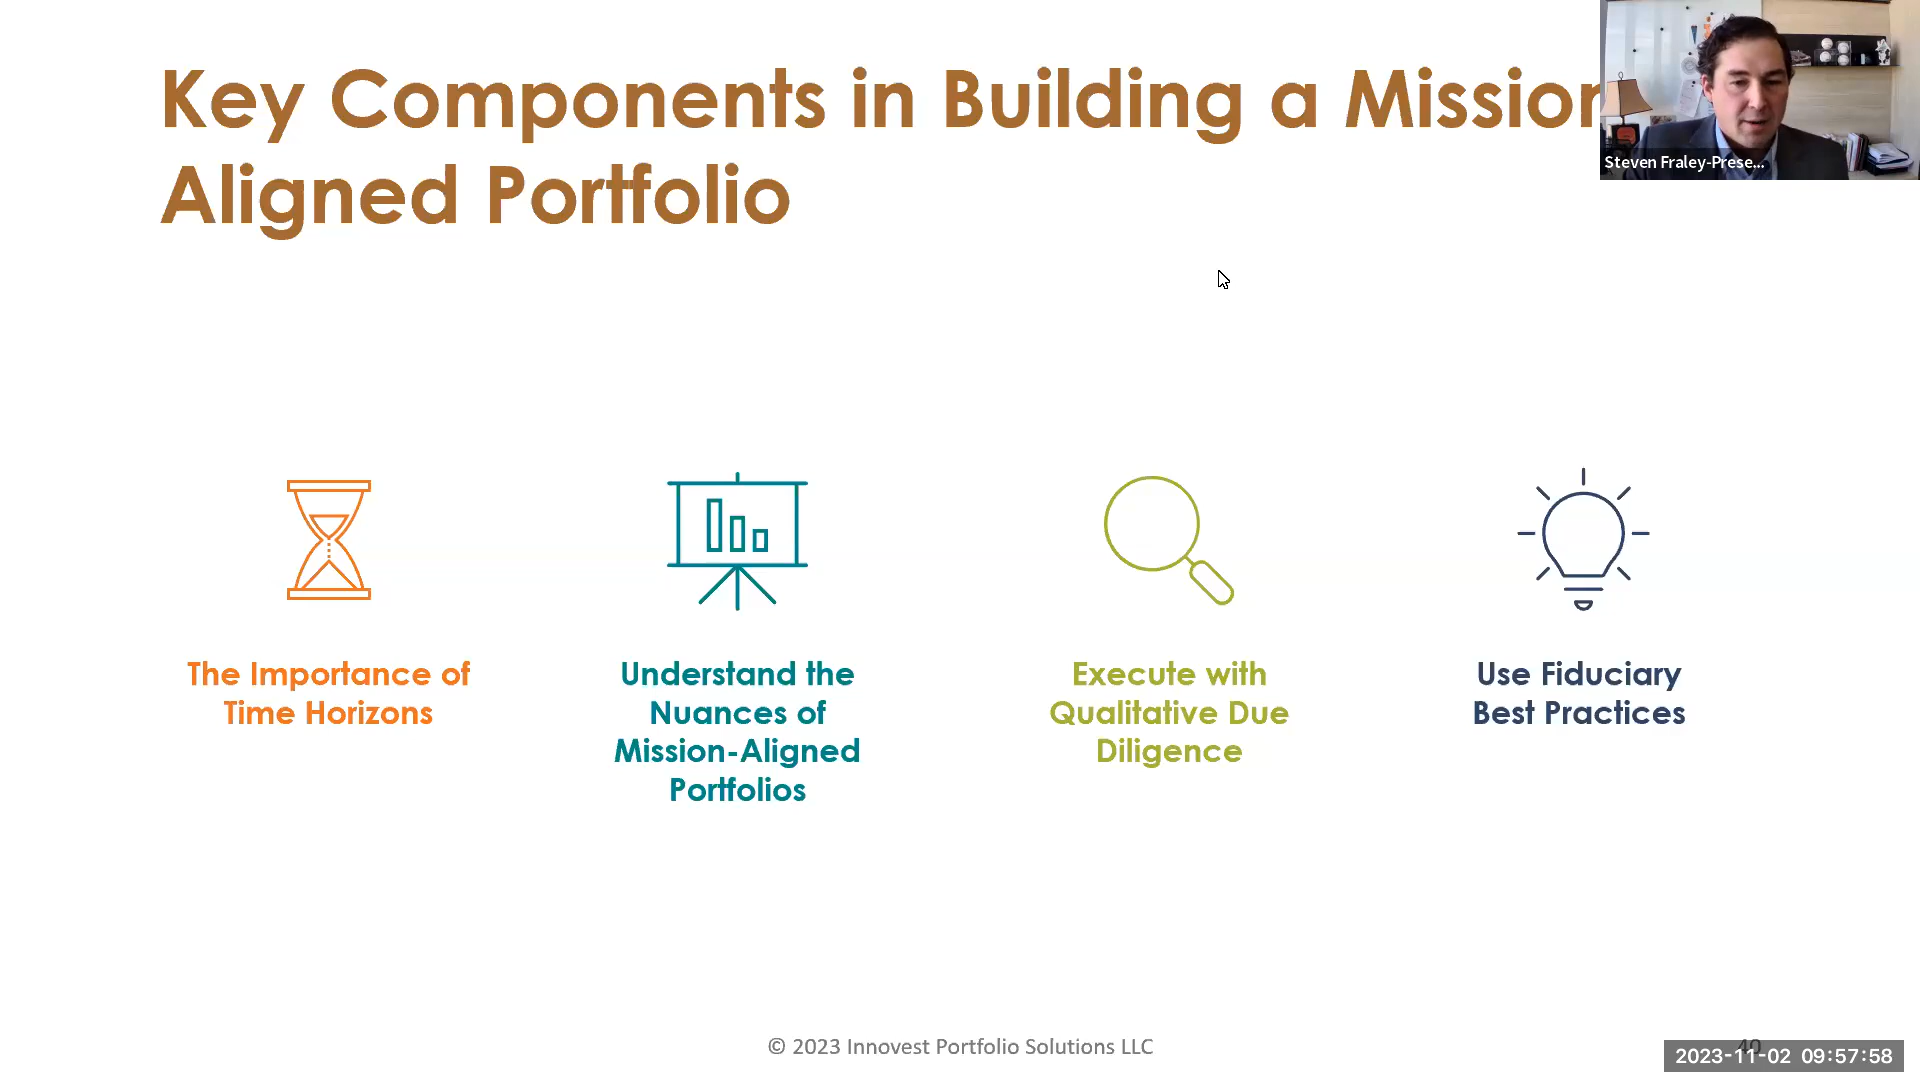 Key Components in Building a Mission
Aligned Portfolio
Steven Fraley-Prese...
The Importance of
Time Horizons
Understand the
Nuances of
Mission-Aligned
Portfolios
Execute with
Qualitative Due
Diligence
Use Fiduciary
Best Practices
© 2023 Innovest Portfolio Solutions LLC
40
2023-11-02 09:57:58